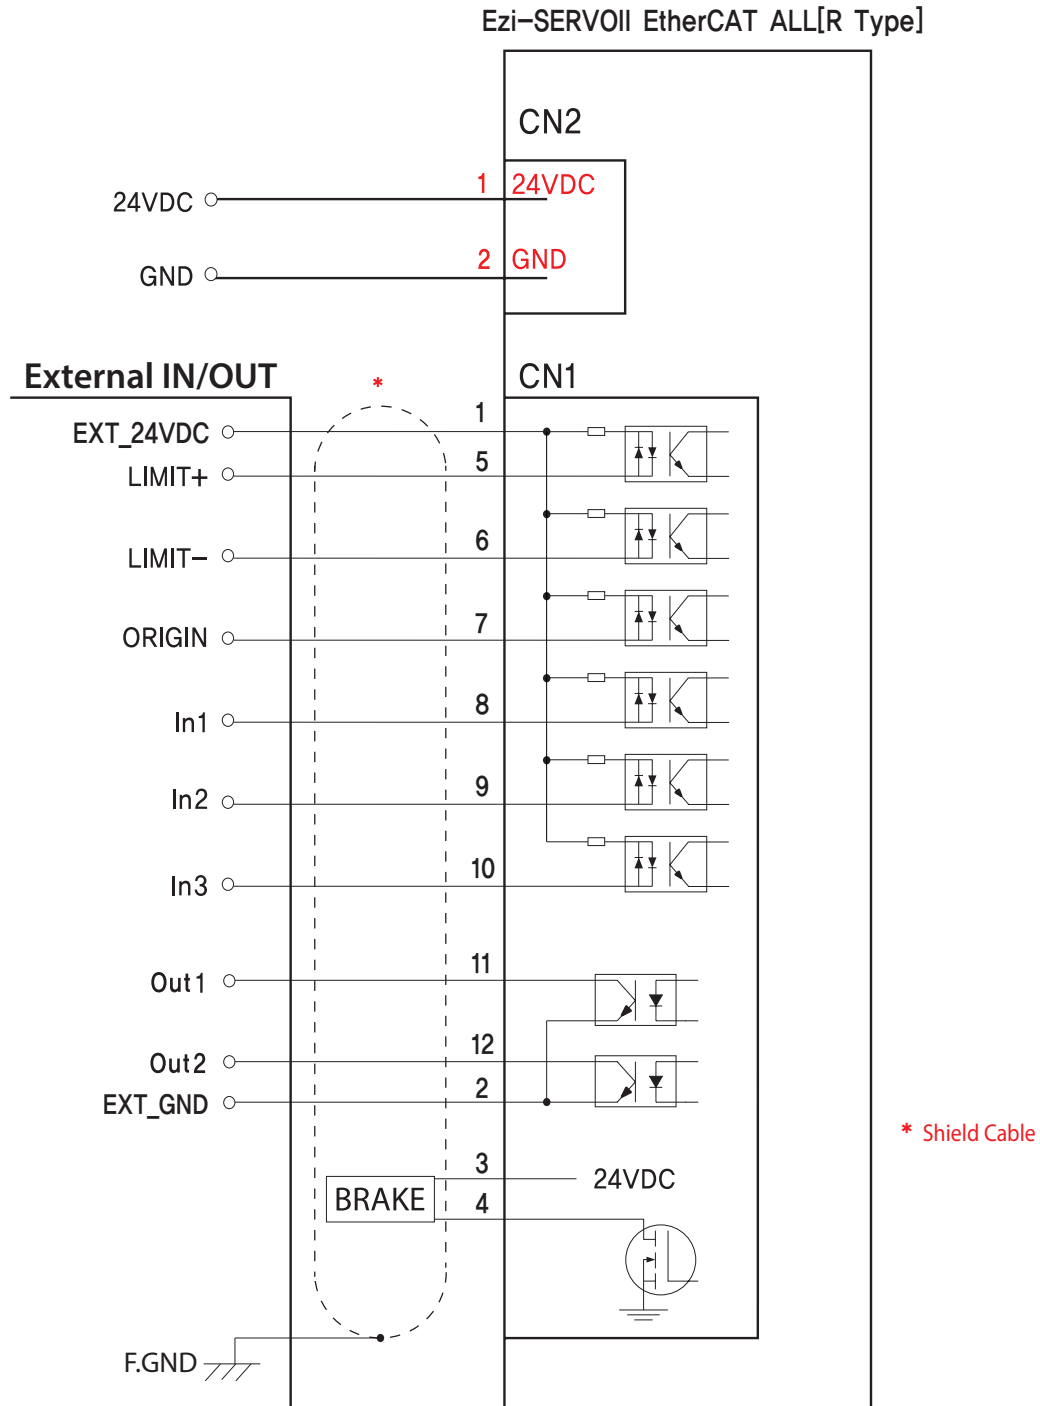 Ezi-SERVOII EtherCAT ALL[R Type]
CN2
24VDC 1 24VDC
GND 2 GND
External IN/OUT * CN1
EXT_24VDC 1
LIMIT+ 5
LIMIT- 6
ORIGIN 7
In1 8
In2 9
In3 10
Out1 11
Out2 12
EXT_GND 2
* Shield Cable
BRAKE 3 24VDC
4
F.GND